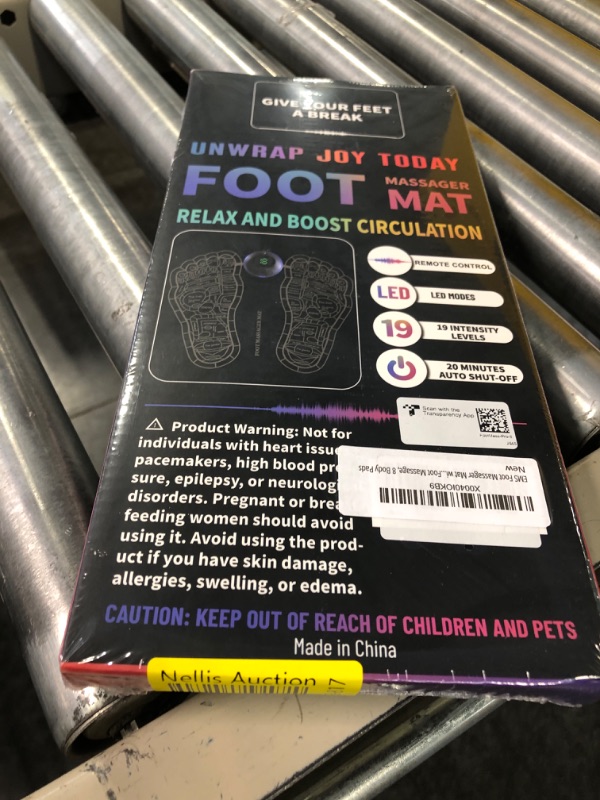 GIVE YOUR FEET
A BREAK
UNWRAP JOY TODAY
FOOT MASSAGER MAT
RELAX AND BOOST CIRCULATION
REMOTE CONTROL
LED LED MODES
19 19 INTENSITY
LEVELS
20 MINUTES
AUTO SHUT-OFF
Scan with the
Transparency App
⚠ Product Warning: Not for
individuals with heart issue
pacemakers, high blood pre
sure, epilepsy, or neurologi
disorders. Pregnant or brea
feeding women should avoid
using it. Avoid using the prod-
uct if you have skin damage,
allergies, swelling, or edema.
X0040IOKB9
EMS Foot Massager Mat wi...Foot Massage, 8 Body Pads
New
CAUTION: KEEP OUT OF REACH OF CHILDREN AND PETS
Made in China
Nellis Auction